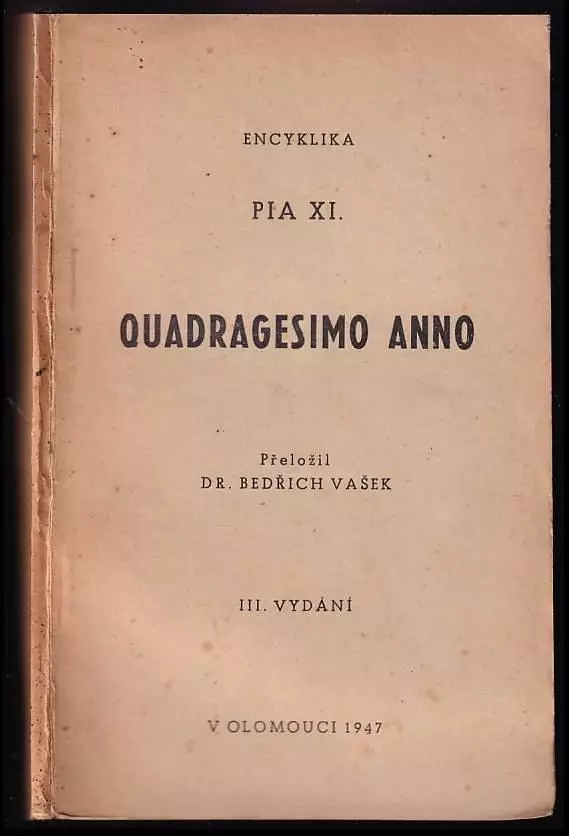 ENCYKLIKA
PIA XI.
QUADRAGESIMO ANNO
Přeložil
DR. BEDŘICH VAŠEK
III. VYDÁNÍ
V OLOMOUCI 1947